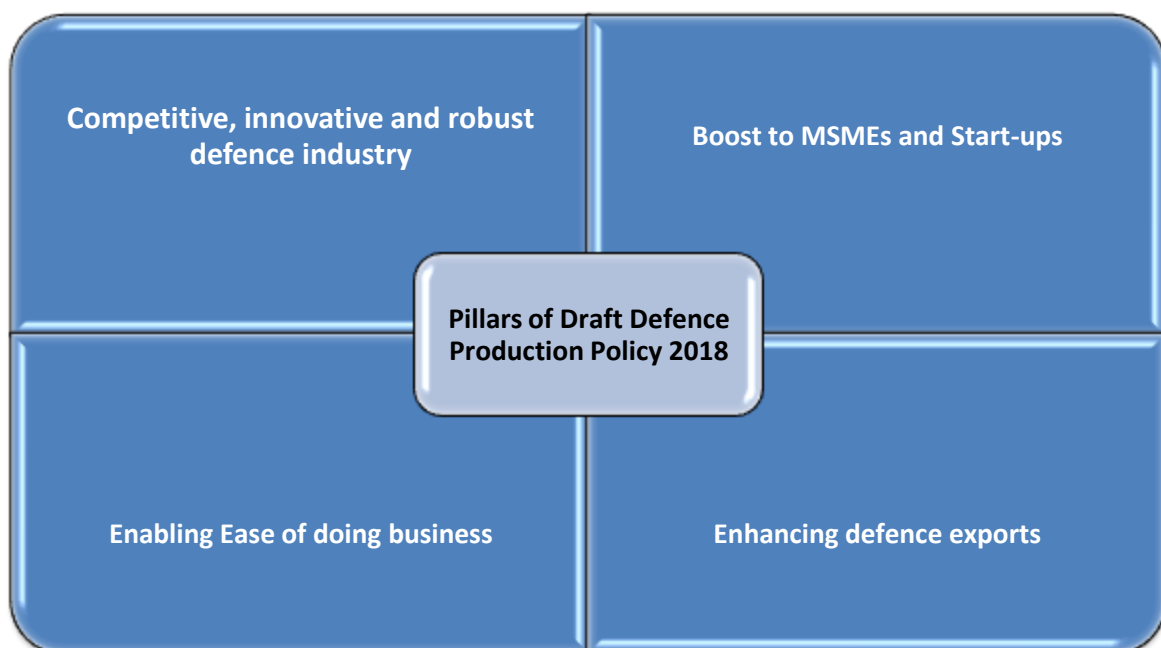 Competitive, innovative and robust
defence industry
Boost to MSMEs and Start-ups
Pillars of Draft Defence
Production Policy 2018
Enabling Ease of doing business
Enhancing defence exports